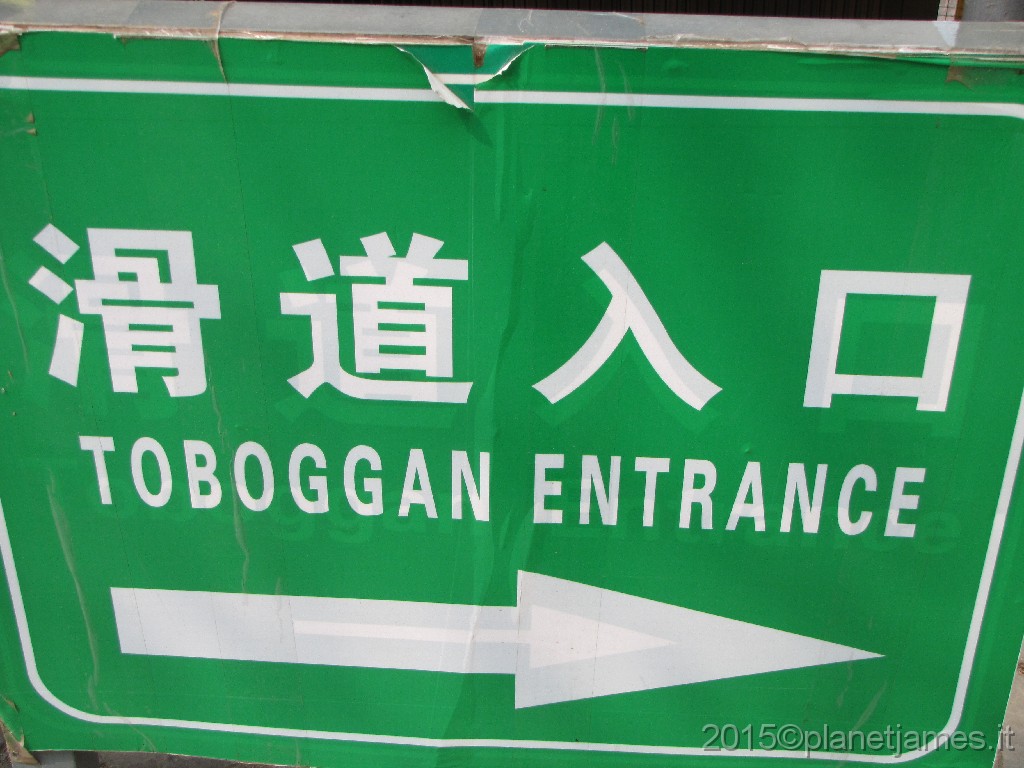 滑道入口
TOBOGGAN ENTRANCE
2015©planetjames.it